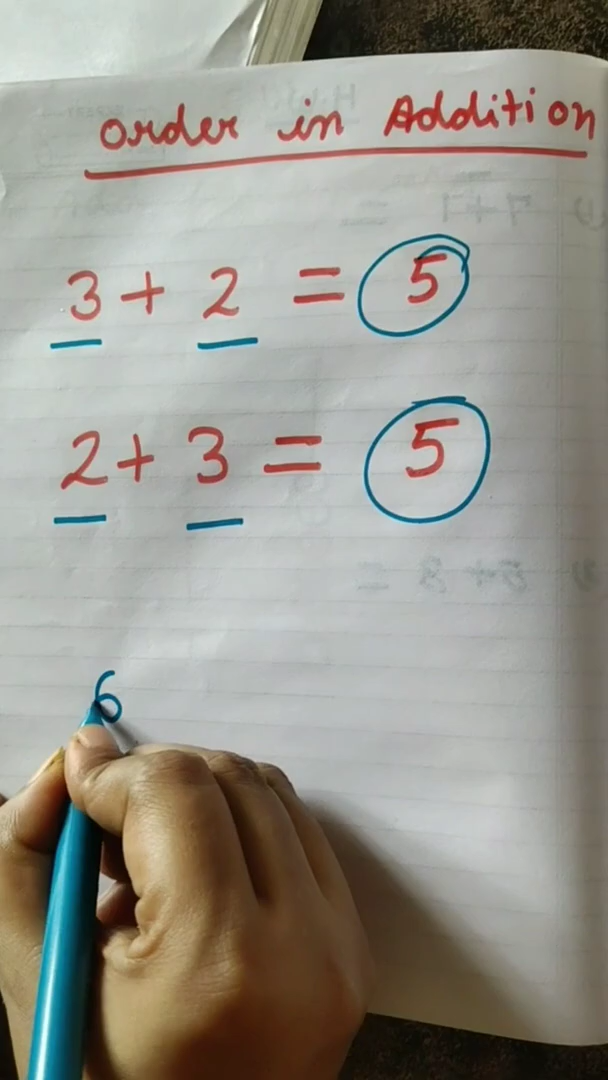 Order in Addition
3 + 2 = 5
2 + 3 = 5
6